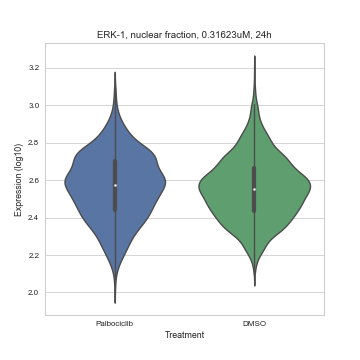 ERK-1, nuclear fraction, 0.31623uM, 24h
Expression (log10)
3.2
3.0
2.8
2.6
2.4
2.2
2.0
Palbociclib
DMSO
Treatment